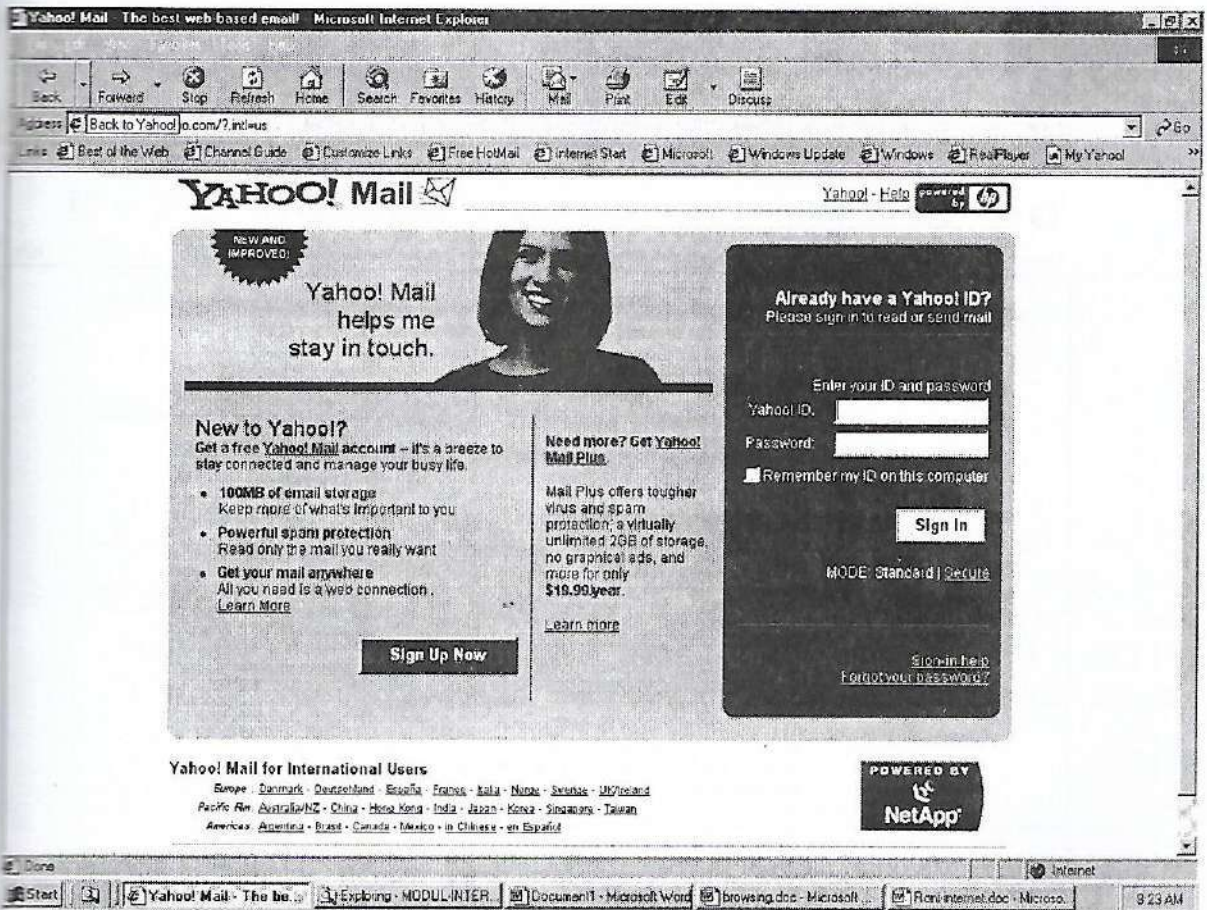 Yahoo! Mail - The best web-based email! - Microsoft Internet Explorer
Back Forward Stop Refresh Home Search Favorites History Mail Print Edit Discuss
Address Back to Yahoo! o.com/?.intl=us Go
Links Best of the Web Channel Guide Customize Links Free HotMail Internet Start Microsoft Windows Update Windows RealPlayer My Yahoo! »
YAHOO! Mail
Yahoo! - Help powered by hp
NEW AND
IMPROVED!
Yahoo! Mail
helps me
stay in touch.
New to Yahoo!?
Get a free Yahoo! Mail account – it's a breeze to
stay connected and manage your busy life.
• 100MB of email storage
Keep more of what's important to you
• Powerful spam protection
Read only the mail you really want
• Get your mail anywhere
All you need is a web connection.
Learn More
Sign Up Now
Need more? Get Yahoo!
Mail Plus
Mail Plus offers tougher
virus and spam
protection, a virtually
unlimited 2GB of storage,
no graphical ads, and
more for only
$19.99/year.
Learn more
Already have a Yahoo! ID?
Please sign in to read or send mail
Enter your ID and password
Yahoo! ID:
Password:
Remember my ID on this computer
Sign In
MODE: Standard | Secure
Sign-in help
Forgot your password?
Yahoo! Mail for International Users
Europe : Danmark - Deutschland - España - France - Italia - Norge - Sverige - UK/Ireland
Pacific Rim: Australia/NZ - China - Hong Kong - India - Japan - Korea - Singapore - Taiwan
Americas: Argentina - Brasil - Canada - Mexico - in Chinese - en Español
POWERED BY
NetApp
Done Internet
Start Yahoo! Mail - The be... Exploring - MODUL-INTER... Document1 - Microsoft Word browsing.doc - Microsoft ... Roni-internet.doc - Microso... 8:23 AM